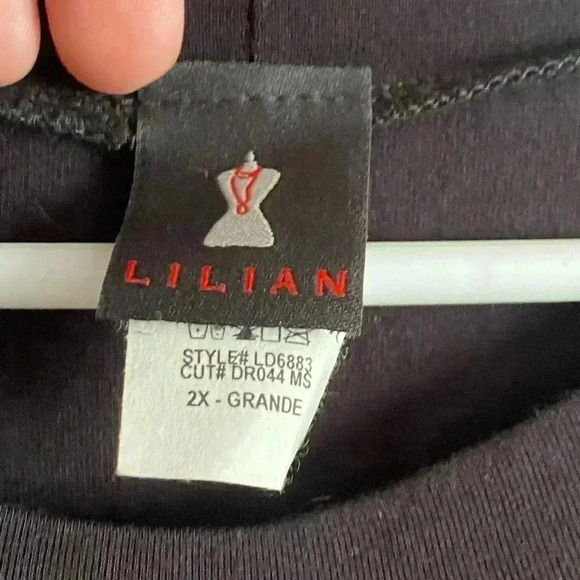 LILIAN
STYLE# LD6883
CUT# DR044 MS
2X - GRANDE